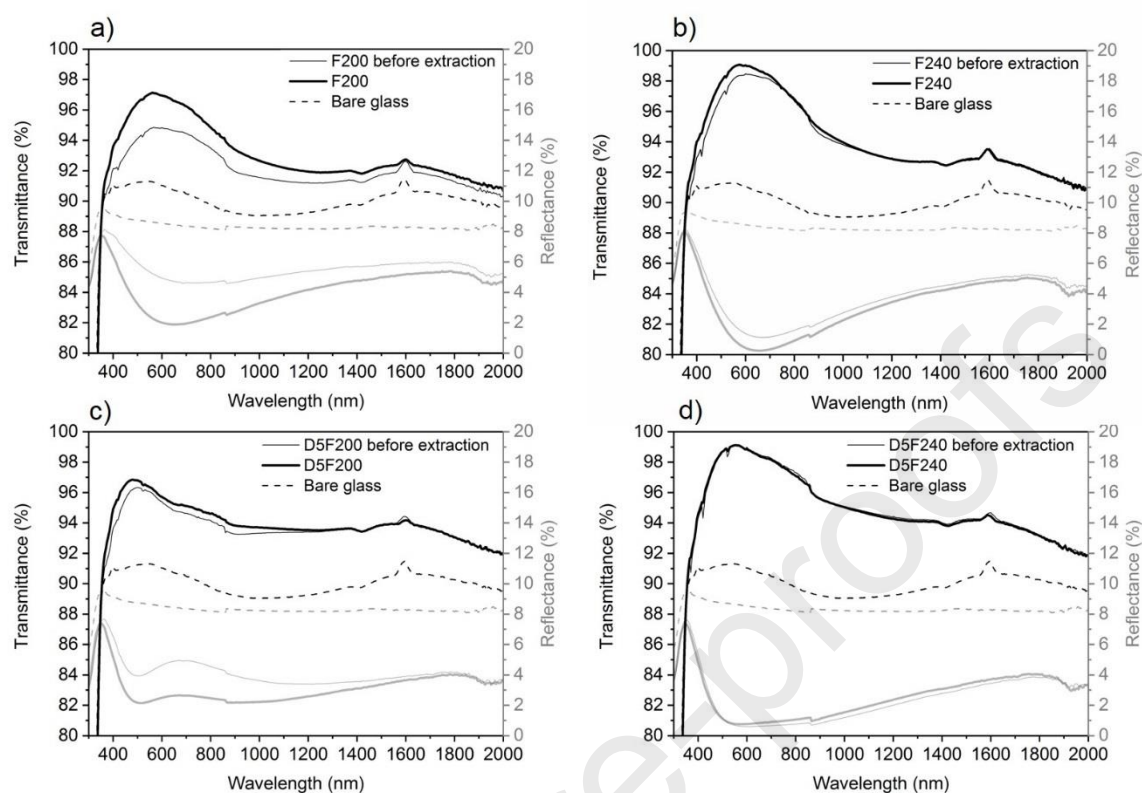 a)
F200 before extraction
F200
Bare glass
Transmittance (%)
100
98
96
94
92
90
88
86
84
82
80
Reflectance (%)
20
18
16
14
12
10
8
6
4
2
0
400 600 800 1000 1200 1400 1600 1800 2000
Wavelength (nm)
b)
F240 before extraction
F240
Bare glass
Transmittance (%)
100
98
96
94
92
90
88
86
84
82
80
Reflectance (%)
20
18
16
14
12
10
8
6
4
2
0
400 600 800 1000 1200 1400 1600 1800 2000
Wavelength (nm)
c)
D5F200 before extraction
D5F200
Bare glass
Transmittance (%)
100
98
96
94
92
90
88
86
84
82
80
Reflectance (%)
20
18
16
14
12
10
8
6
4
2
0
400 600 800 1000 1200 1400 1600 1800 2000
Wavelength (nm)
d)
D5F240 before extraction
D5F240
Bare glass
Transmittance (%)
100
98
96
94
92
90
88
86
84
82
80
Reflectance (%)
20
18
16
14
12
10
8
6
4
2
0
400 600 800 1000 1200 1400 1600 1800 2000
Wavelength (nm)
e-proofs